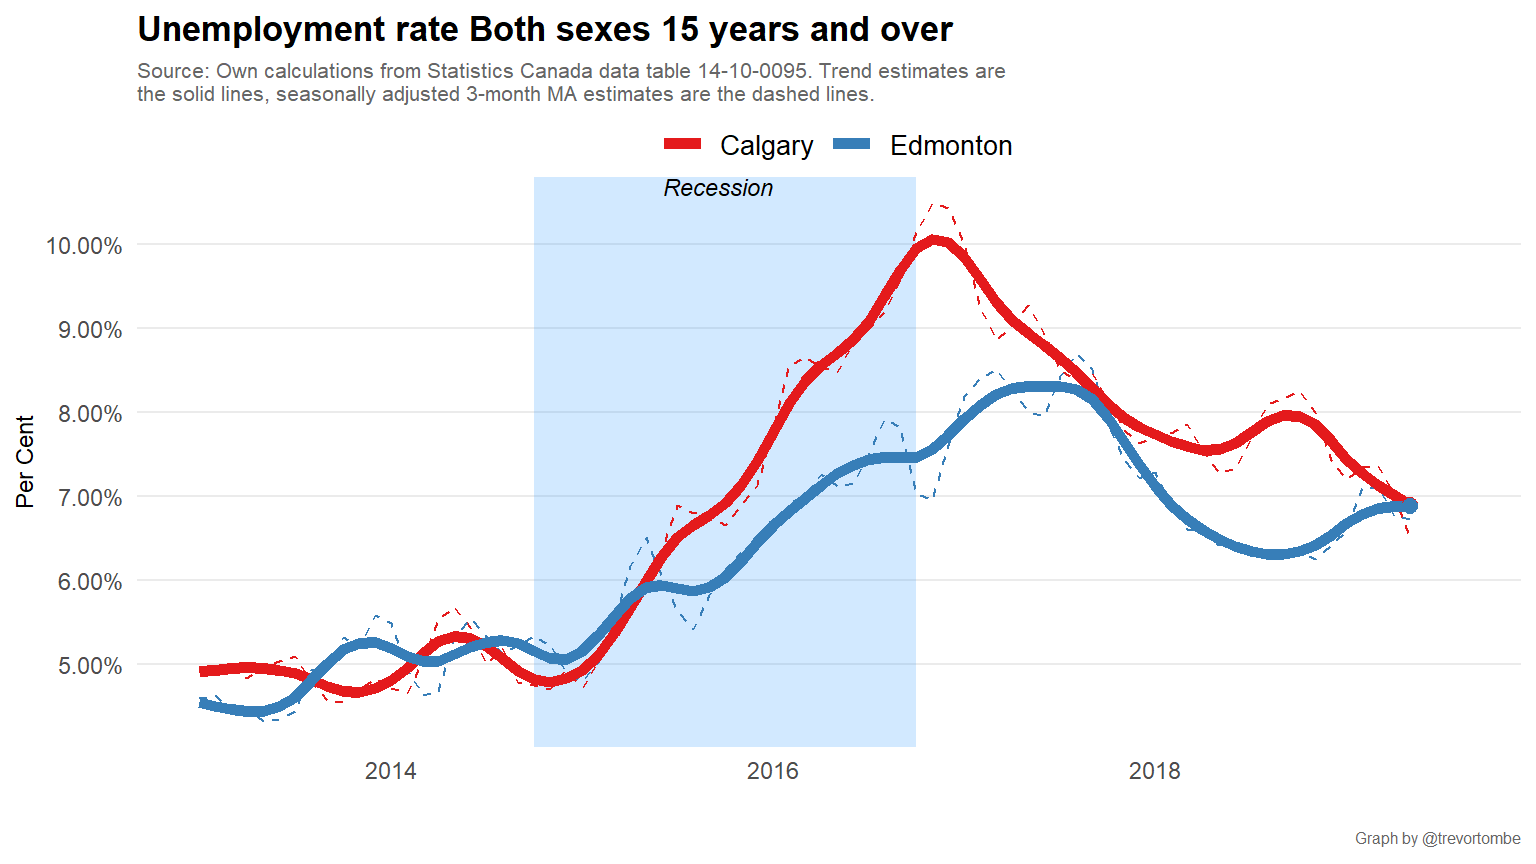 Unemployment rate Both sexes 15 years and over
Source: Own calculations from Statistics Canada data table 14-10-0095. Trend estimates are
the solid lines, seasonally adjusted 3-month MA estimates are the dashed lines.
Calgary Edmonton
Recession
10.00%
9.00%
8.00%
7.00%
6.00%
5.00%
Per Cent
2014 2016 2018
Graph by @trevortombe